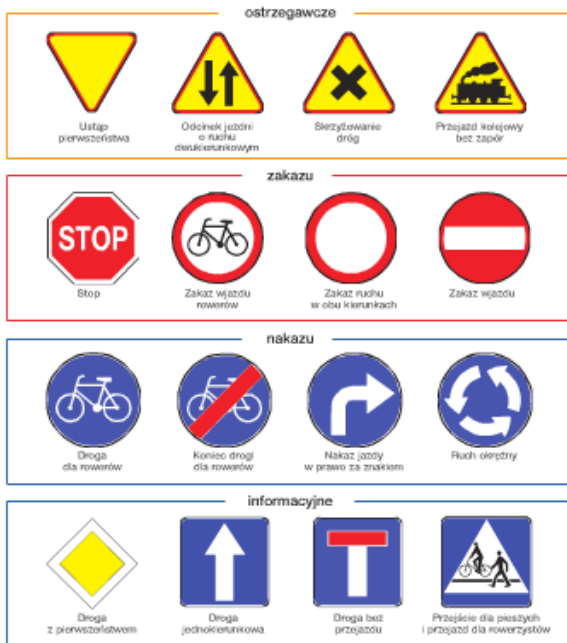 ostrzegawcze
Ustąp
pierwszeństwa
Odcinek jezdni
o ruchu
dwukierunkowym
Skrzyżowanie
dróg
Przejazd kolejowy
bez zapór
zakazu
STOP
Stop
Zakaz wjazdu
rowerów
Zakaz ruchu
w obu kierunkach
Zakaz wjazdu
nakazu
Droga
dla rowerów
Koniec drogi
dla rowerów
Nakaz jazdy
w prawo za znakiem
Ruch okrężny
informacyjne
Droga
z pierwszeństwem
Droga
jednokierunkowa
Droga bez
przejazdu
Przejście dla pieszych
i przejazd dla rowerzystów